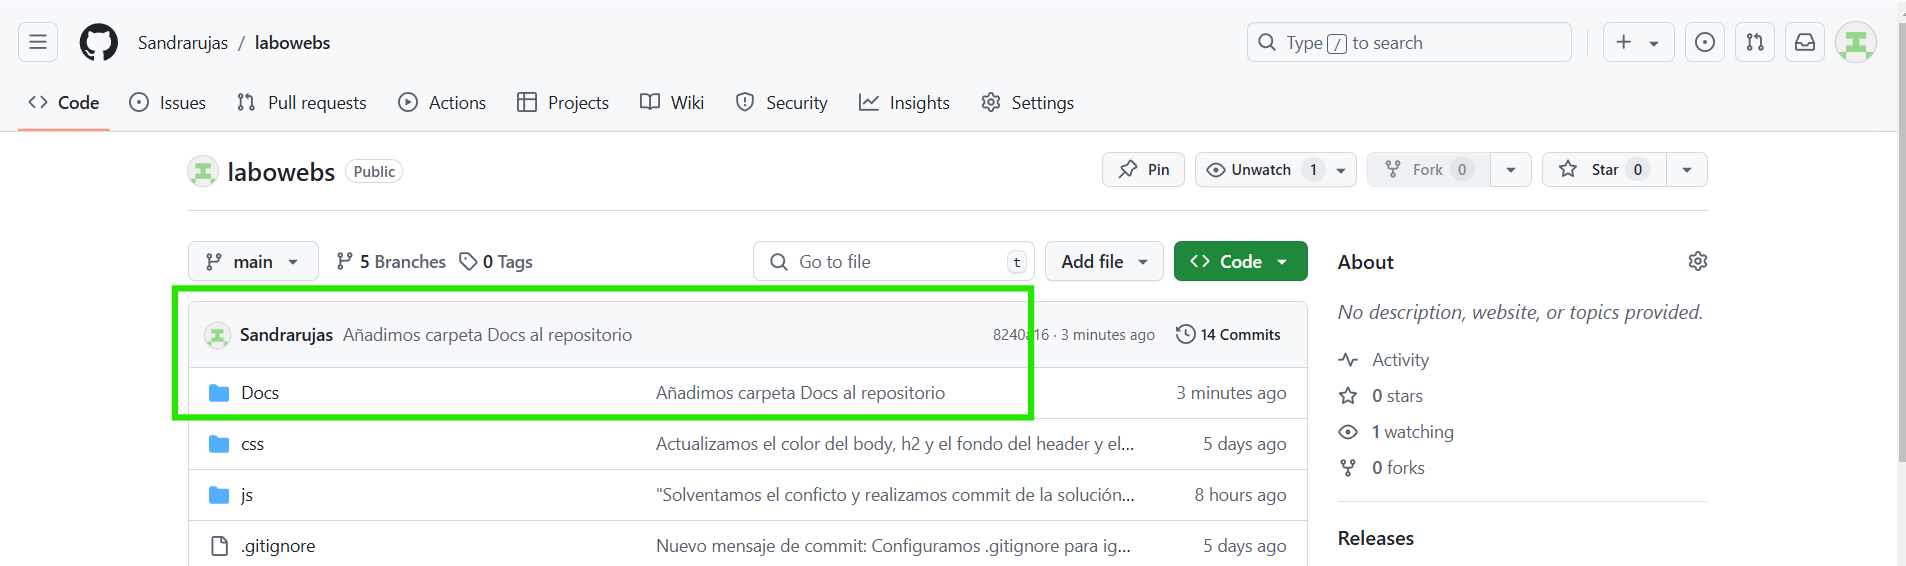 Sandrarujas / labowebs Type / to search
Code Issues Pull requests Actions Projects Wiki Security Insights Settings
labowebs Public Pin Unwatch 1 Fork 0 Star 0
main 5 Branches 0 Tags Go to file t Add file Code
About
No description, website, or topics provided.
Sandrarujas Añadimos carpeta Docs al repositorio 8240a16 · 3 minutes ago 14 Commits
Docs Añadimos carpeta Docs al repositorio 3 minutes ago
css Actualizamos el color del body, h2 y el fondo del header y el... 5 days ago
js "Solventamos el conficto y realizamos commit de la solución... 8 hours ago
.gitignore Nuevo mensaje de commit: Configuramos .gitignore para ig... 5 days ago
Activity
0 stars
1 watching
0 forks
Releases